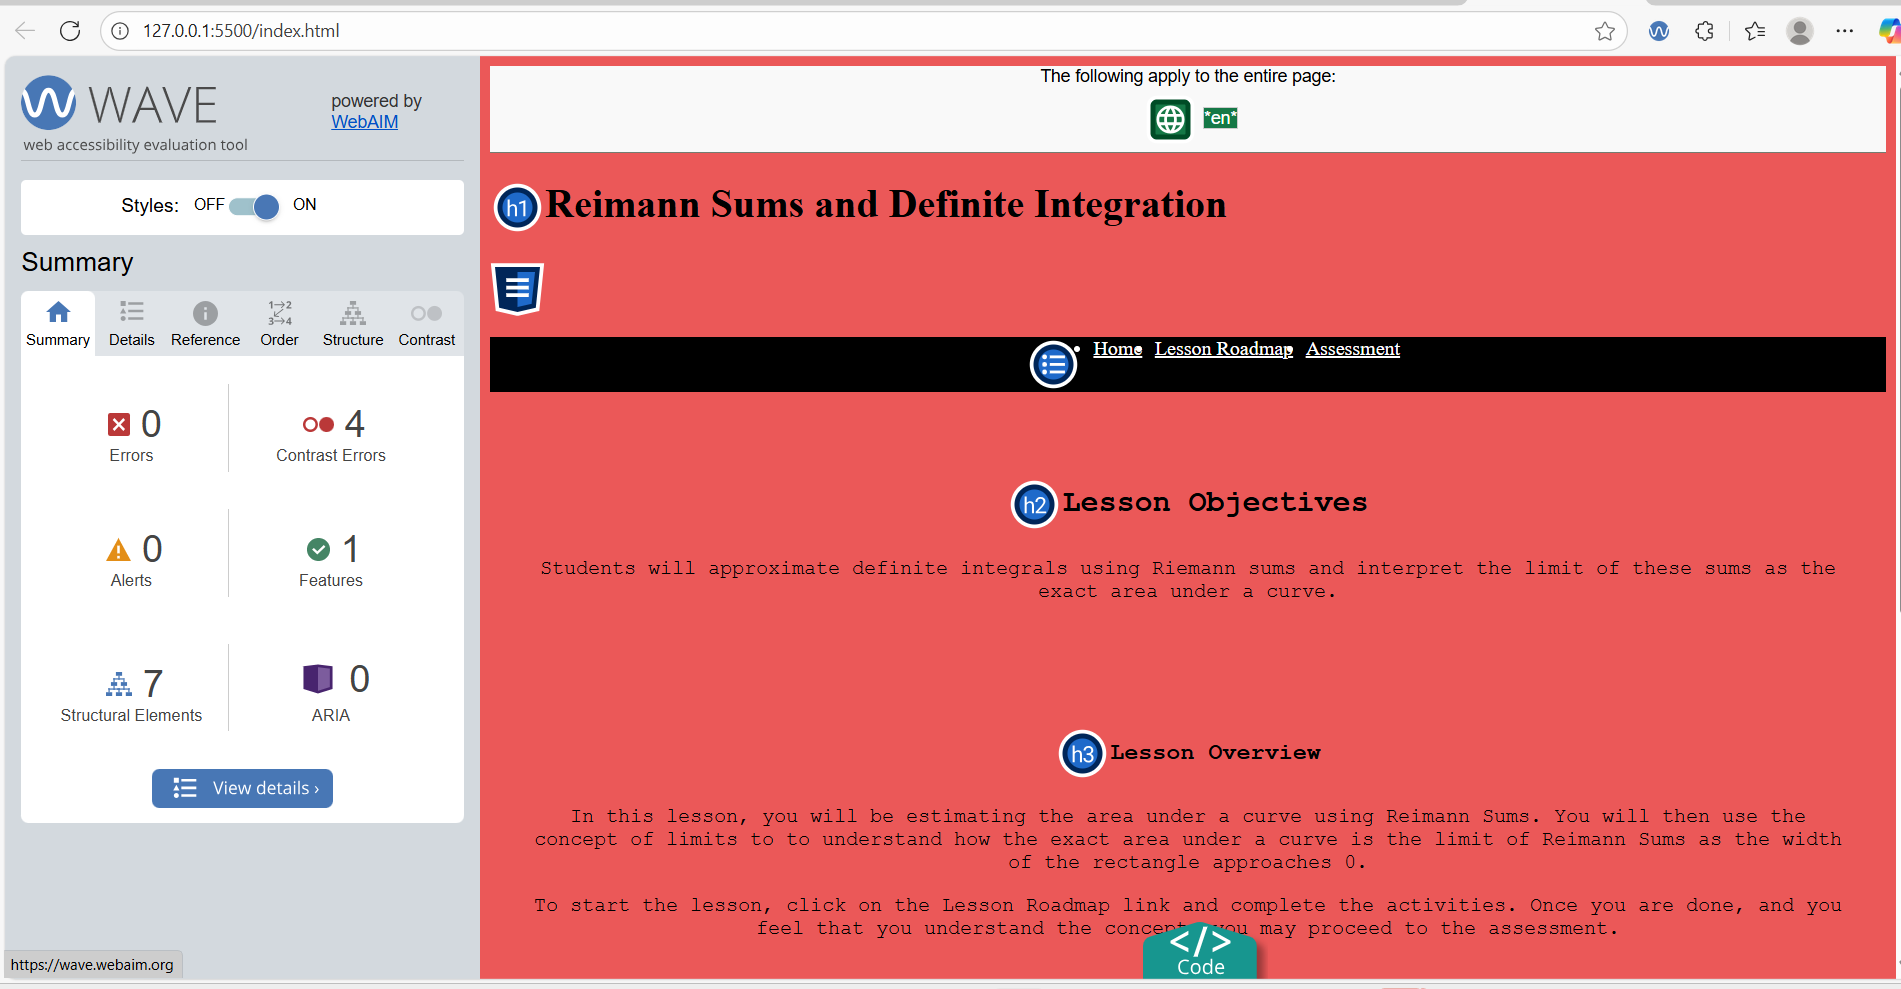 127.0.0.1:5500/index.html
WAVE
powered by
WebAIM
web accessibility evaluation tool
Styles: OFF ON
Summary
Summary Details Reference Order Structure Contrast
0
Errors
4
Contrast Errors
0
Alerts
1
Features
7
Structural Elements
0
ARIA
View details ›
https://wave.webaim.org
The following apply to the entire page:
*en*
h1 Reimann Sums and Definite Integration
Home Lesson Roadmap Assessment
h2 Lesson Objectives
Students will approximate definite integrals using Riemann sums and interpret the limit of these sums as the
exact area under a curve.
h3 Lesson Overview
In this lesson, you will be estimating the area under a curve using Reimann Sums. You will then use the
concept of limits to to understand how the exact area under a curve is the limit of Reimann Sums as the width
of the rectangle approaches 0.
To start the lesson, click on the Lesson Roadmap link and complete the activities. Once you are done, and you
feel that you understand the concept, you may proceed to the assessment.
</>
Code